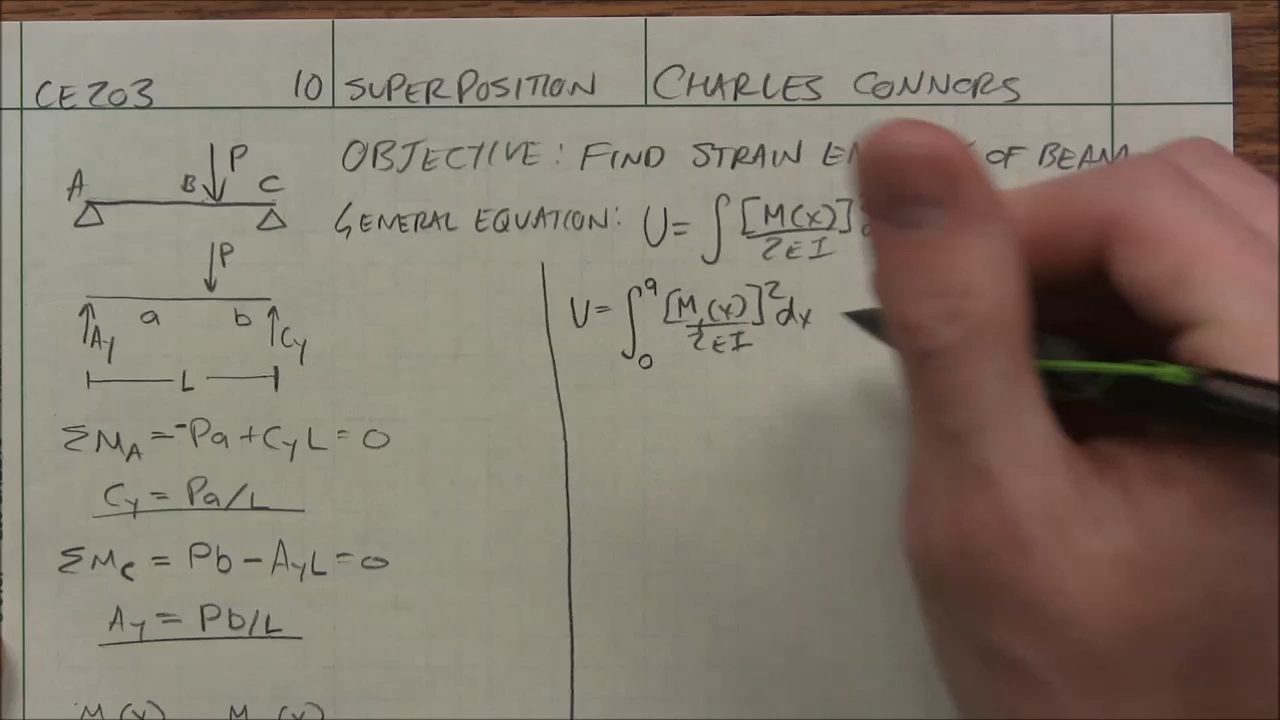 CE203 10 SUPERPOSITION CHARLES CONNORS
OBJECTIVE: FIND STRAIN OF BEAM
GENERAL EQUATION: U=∫[M(x)]/2EI
A B P C
P
a b
Ay Cy
L
ΣM_A = -Pa + CyL = 0
Cy = Pa/L
ΣMc = Pb - AyL = 0
Ay = Pb/L
M(x) M(x)
U = ∫₀ᵃ [M₁(x)]²/2EI dx